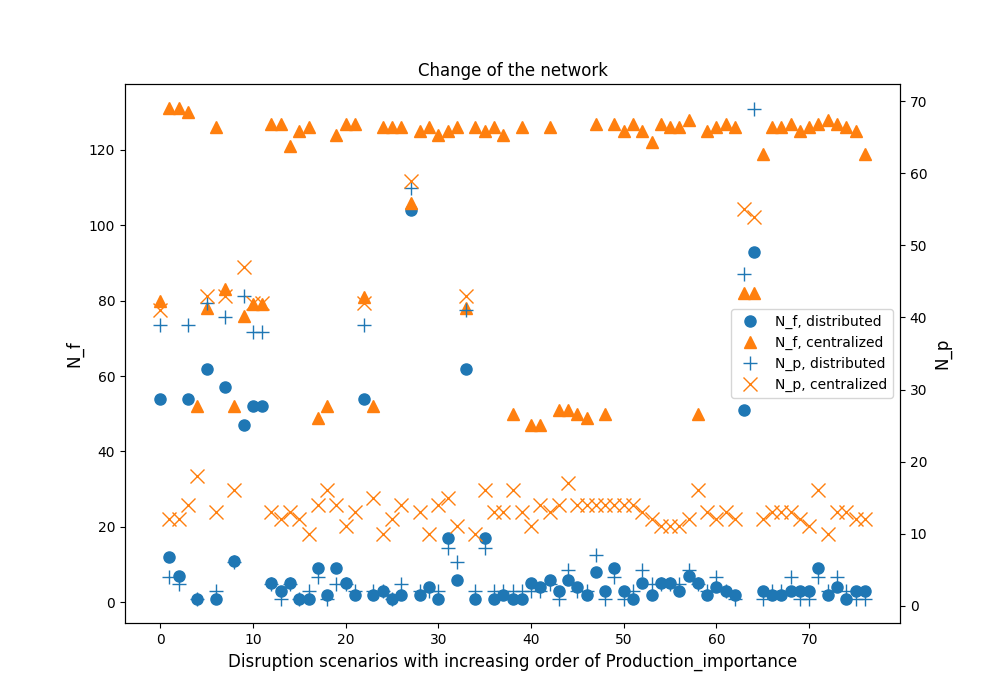 Change of the network
N_f
120
100
80
60
40
20
0
70
60
50
40
30
20
10
0
N_p
N_f, distributed
N_f, centralized
N_p, distributed
N_p, centralized
0 10 20 30 40 50 60 70
Disruption scenarios with increasing order of Production_importance